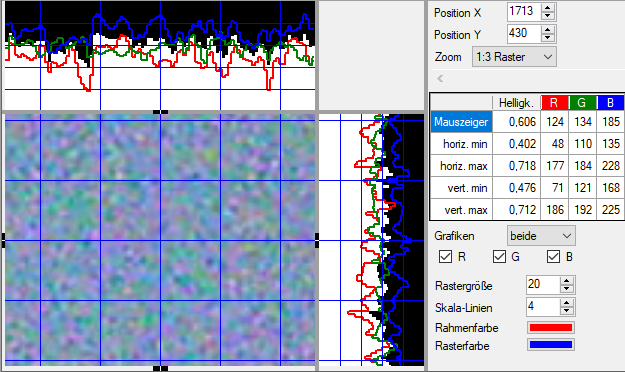 Position X 1713
Position Y 430
Zoom 1:3 Raster
Helligk. R G B
Mauszeiger 0,606 124 134 185
horiz. min 0,402 48 110 135
horiz. max 0,718 177 184 228
vert. min 0,476 71 121 168
vert. max 0,712 186 192 225
Grafiken beide
R G B
Rastergröße 20
Skala-Linien 4
Rahmenfarbe
Rasterfarbe